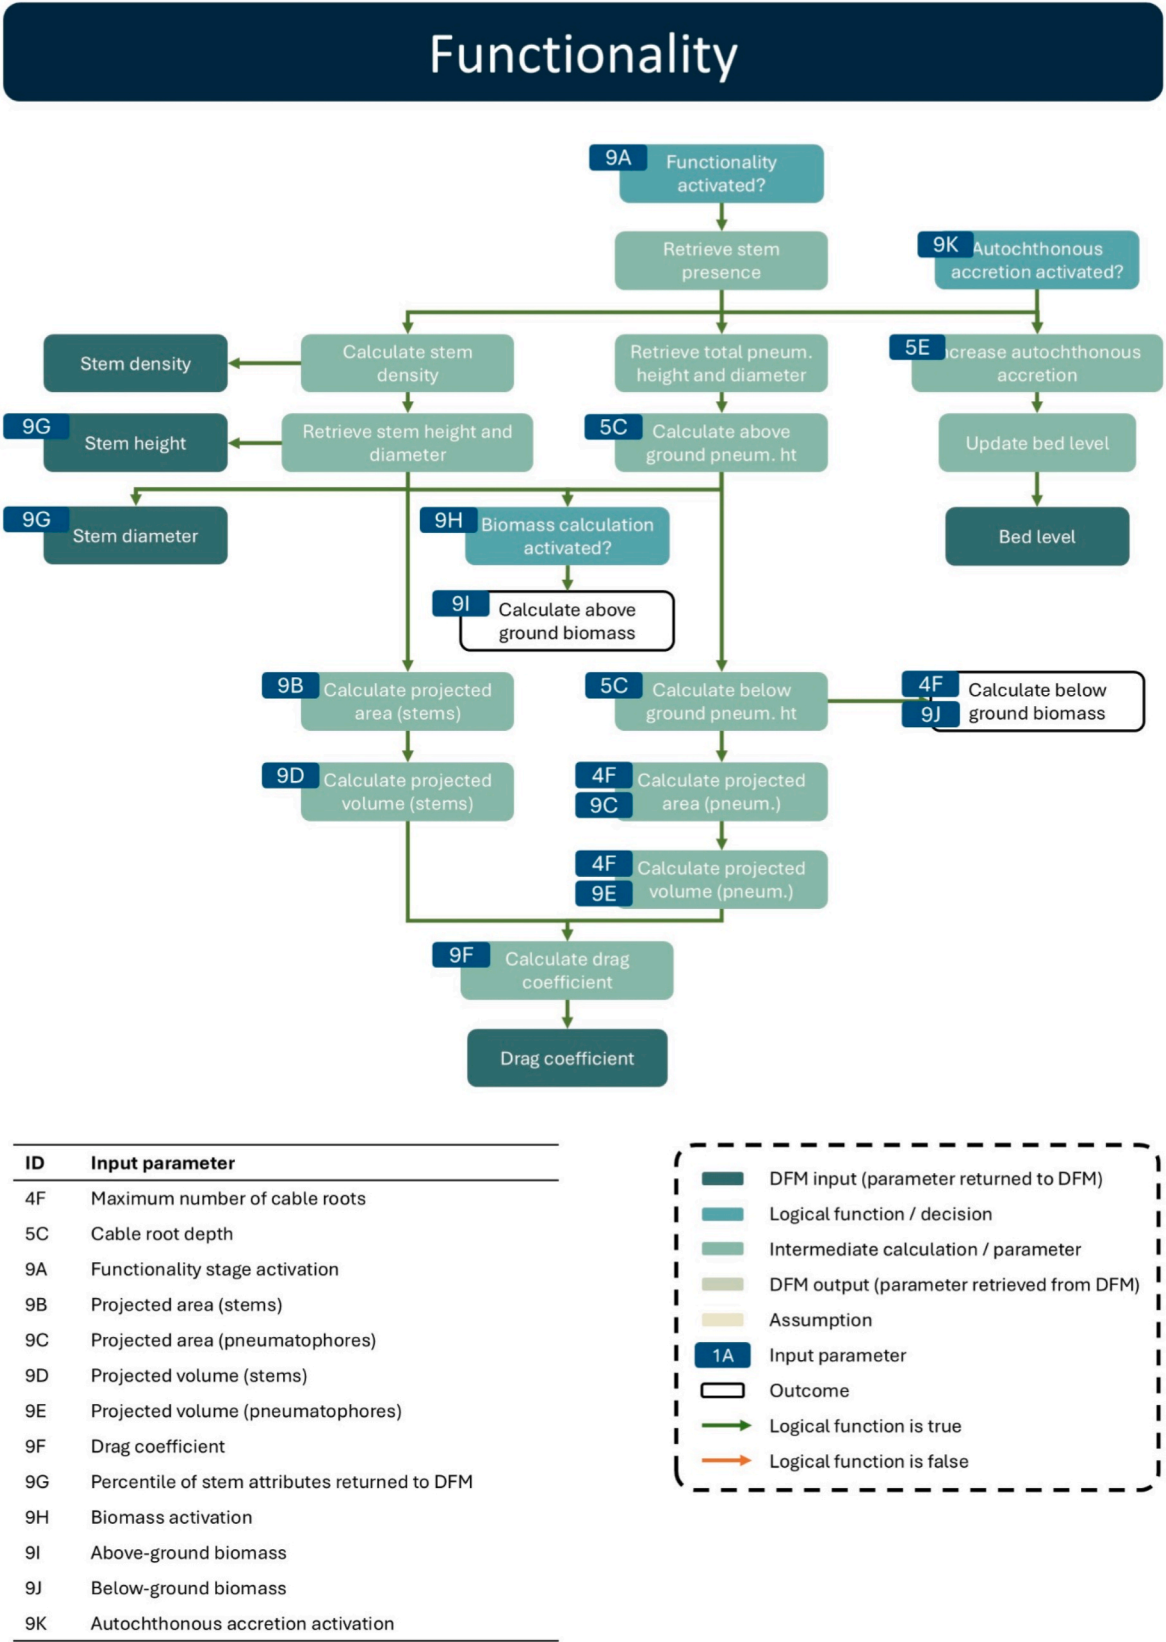 Functionality
9A
Functionality
activated?
Retrieve stem
presence
9K
Autochthonous
accretion activated?
Stem density
Calculate stem
density
Retrieve total pneum.
height and diameter
5E
crease autochthonous
accretion
9G
Stem height
Retrieve stem height and
diameter
5C
Calculate above
ground pneum. ht
Update bed level
9G
Stem diameter
9H
Biomass calculation
activated?
Bed level
9I
Calculate above
ground biomass
9B
Calculate projected
area (stems)
5C
Calculate below
ground pneum. ht
4F
9J
Calculate below
ground biomass
9D
Calculate projected
volume (stems)
4F
9C
Calculate projected
area (pneum.)
4F
9E
Calculate projected
volume (pneum.)
9F
Calculate drag
coefficient
Drag coefficient
ID Input parameter
4F Maximum number of cable roots
5C Cable root depth
9A Functionality stage activation
9B Projected area (stems)
9C Projected area (pneumatophores)
9D Projected volume (stems)
9E Projected volume (pneumatophores)
9F Drag coefficient
9G Percentile of stem attributes returned to DFM
9H Biomass activation
9I Above-ground biomass
9J Below-ground biomass
9K Autochthonous accretion activation
DFM input (parameter returned to DFM)
Logical function / decision
Intermediate calculation / parameter
DFM output (parameter retrieved from DFM)
Assumption
1A Input parameter
Outcome
Logical function is true
Logical function is false